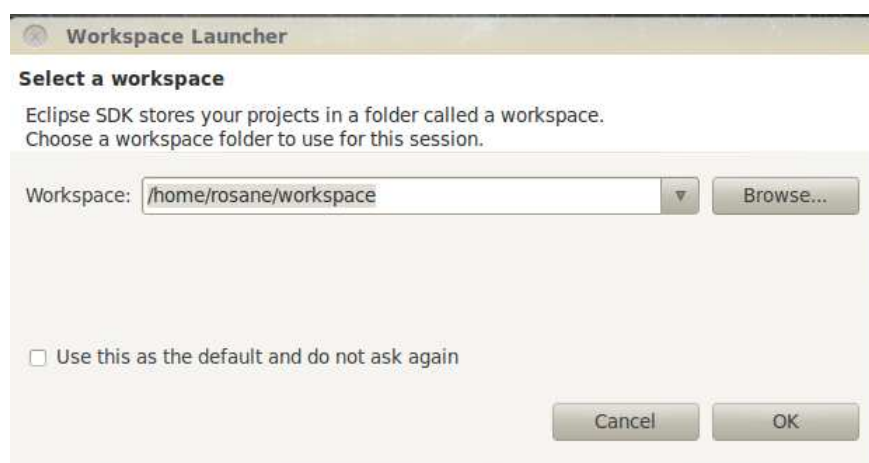 Workspace Launcher
Select a workspace
Eclipse SDK stores your projects in a folder called a workspace.
Choose a workspace folder to use for this session.
Workspace: /home/rosane/workspace Browse...
Use this as the default and do not ask again
Cancel OK